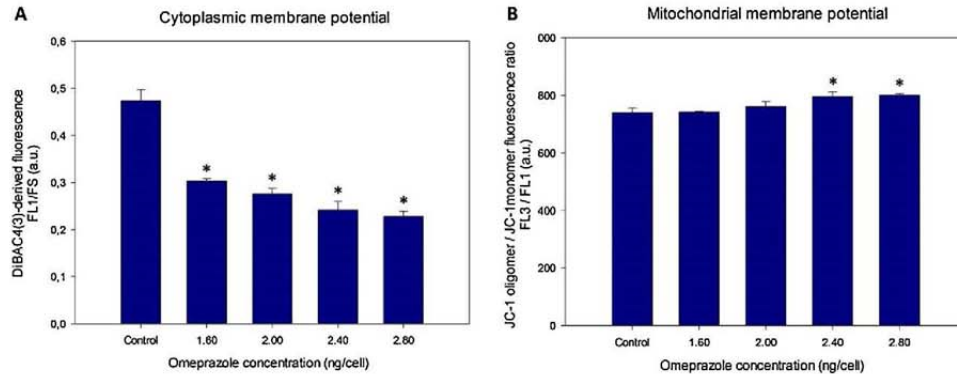 A
Cytoplasmic membrane potential
DiBAC4(3)-derived fluorescence
FL1/FS (a.u.)
0,6
0,5
0,4
0,3
0,2
0,1
0,0
*
*
*
*
Control
1.60
2.00
2.40
2.80
Omeprazole concentration (ng/cell)
B
Mitochondrial membrane potential
JC-1 oligomer / JC-1monomer fluorescence ratio
FL3 / FL1 (a.u.)
000
800
600
400
200
000
*
*
Control
1.60
2.00
2.40
2.80
Omeprazole concentration (ng/cell)